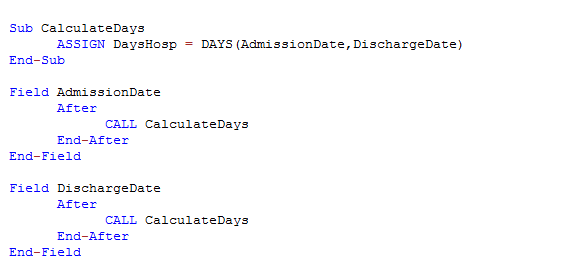 Sub CalculateDays
ASSIGN DaysHosp = DAYS(AdmissionDate,DischargeDate)
End-Sub
Field AdmissionDate
After
CALL CalculateDays
End-After
End-Field
Field DischargeDate
After
CALL CalculateDays
End-After
End-Field